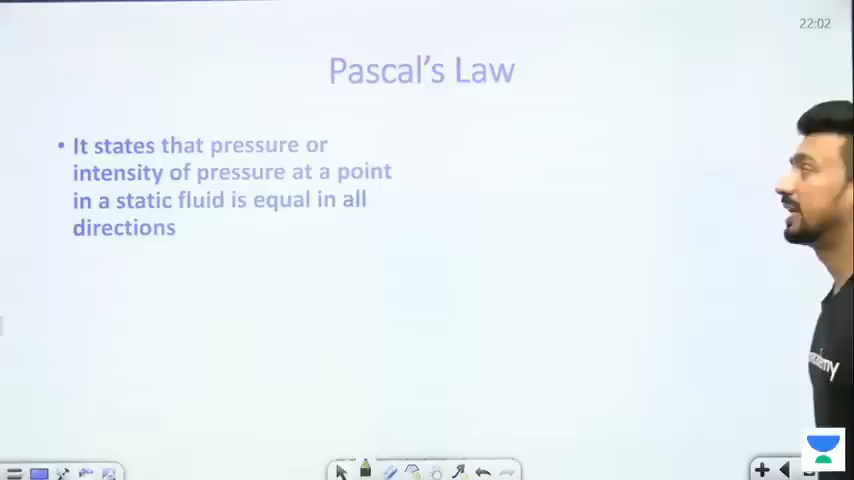 22:02
Pascal's Law
• It states that pressure or
intensity of pressure at a point
in a static fluid is equal in all
directions